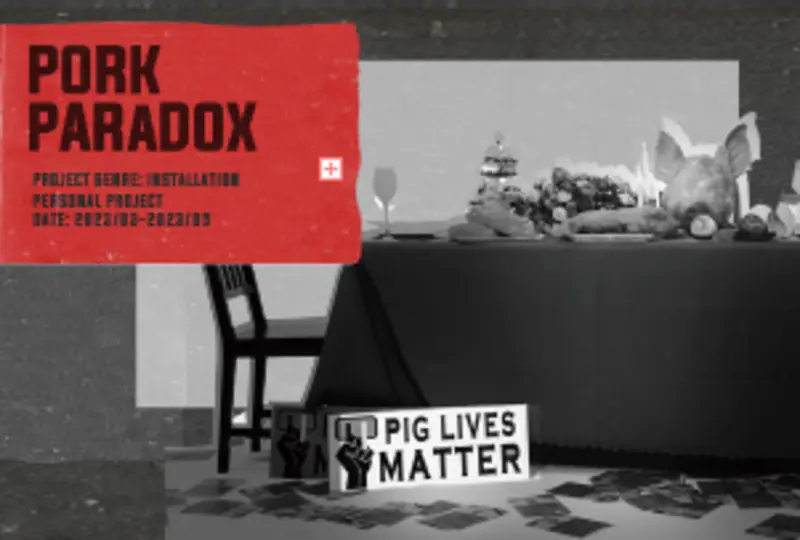 PORK
PARADOX
PROJECT GENRE: INSTALLATION
PERSONAL PROJECT
DATE: 2023/03-2023/05
PIG LIVES
MATTER